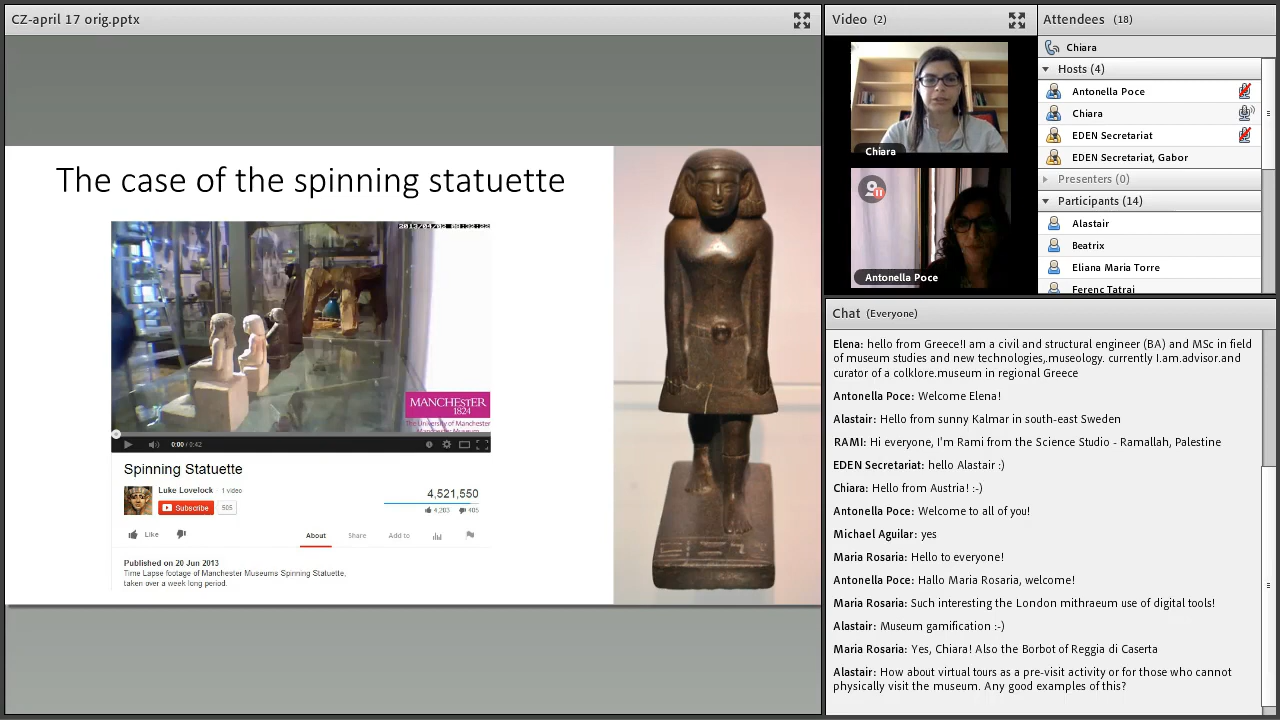 CZ-april 17 orig.pptx
The case of the spinning statuette
MANCHESTER
1824
The University of Manchester
Manchester Museum
0:00 / 0:42
Spinning Statuette
Luke Lovelock · 1 video
Subscribe 505
4,521,550
4,203 405
Like
About Share Add to
Published on 20 Jun 2013
Time Lapse footage of Manchester Museums Spinning Statuette,
taken over a week long period.
Video (2)
Chiara
Antonella Poce
Attendees (18)
Chiara
Hosts (4)
Antonella Poce
Chiara
EDEN Secretariat
EDEN Secretariat, Gabor
Presenters (0)
Participants (14)
Alastair
Beatrix
Eliana Maria Torre
Ferenc Tatrai
Chat (Everyone)
Elena: hello from Greece!I am a civil and structural engineer (BA) and MSc in field
of museum studies and new technologies,.museology. currently I.am.advisor.and
curator of a colklore.museum in regional Greece
Antonella Poce: Welcome Elena!
Alastair: Hello from sunny Kalmar in south-east Sweden
RAMI: Hi everyone, I'm Rami from the Science Studio - Ramallah, Palestine
EDEN Secretariat: hello Alastair :)
Chiara: Hello from Austria! :-)
Antonella Poce: Welcome to all of you!
Michael Aguilar: yes
Maria Rosaria: Hello to everyone!
Antonella Poce: Hallo Maria Rosaria, welcome!
Maria Rosaria: Such interesting the London mithraeum use of digital tools!
Alastair: Museum gamification :-)
Maria Rosaria: Yes, Chiara! Also the Borbot of Reggia di Caserta
Alastair: How about virtual tours as a pre-visit activity or for those who cannot
physically visit the museum. Any good examples of this?